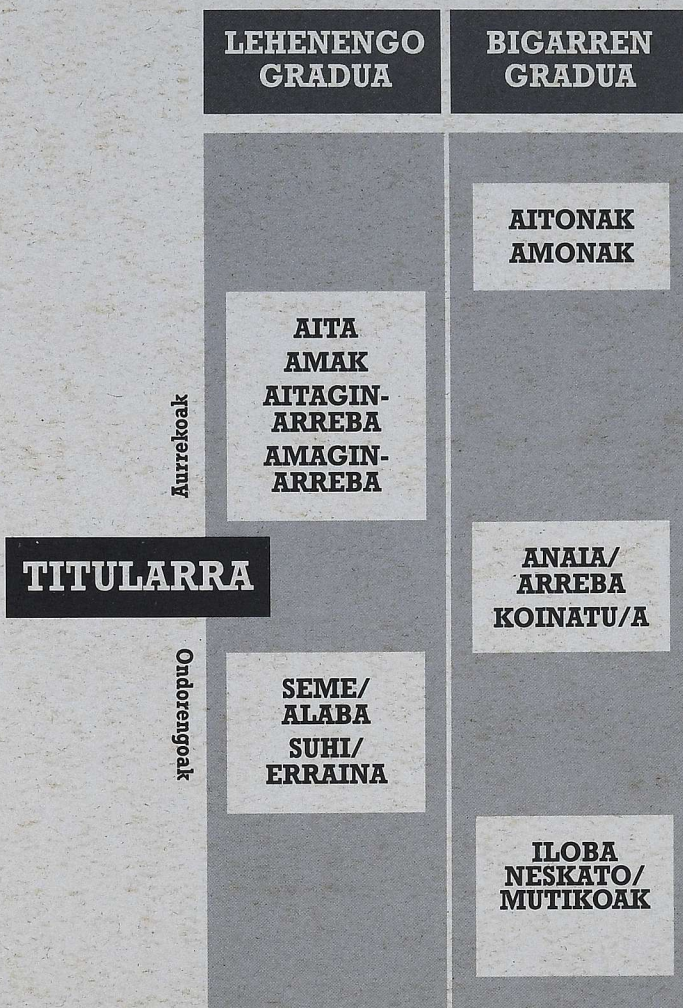 LEHENENGO
GRADUA
BIGARREN
GRADUA
AITONAK
AMONAK
AITA
AMAK
AITAGIN-
ARREBA
AMAGIN-
ARREBA
Aurrekoak
TITULARRA
ANAIA/
ARREBA
KOINATU/A
Ondorengoak
SEME/
ALABA
SUHI/
ERRAINA
ILOBA
NESKATO/
MUTIKOAK